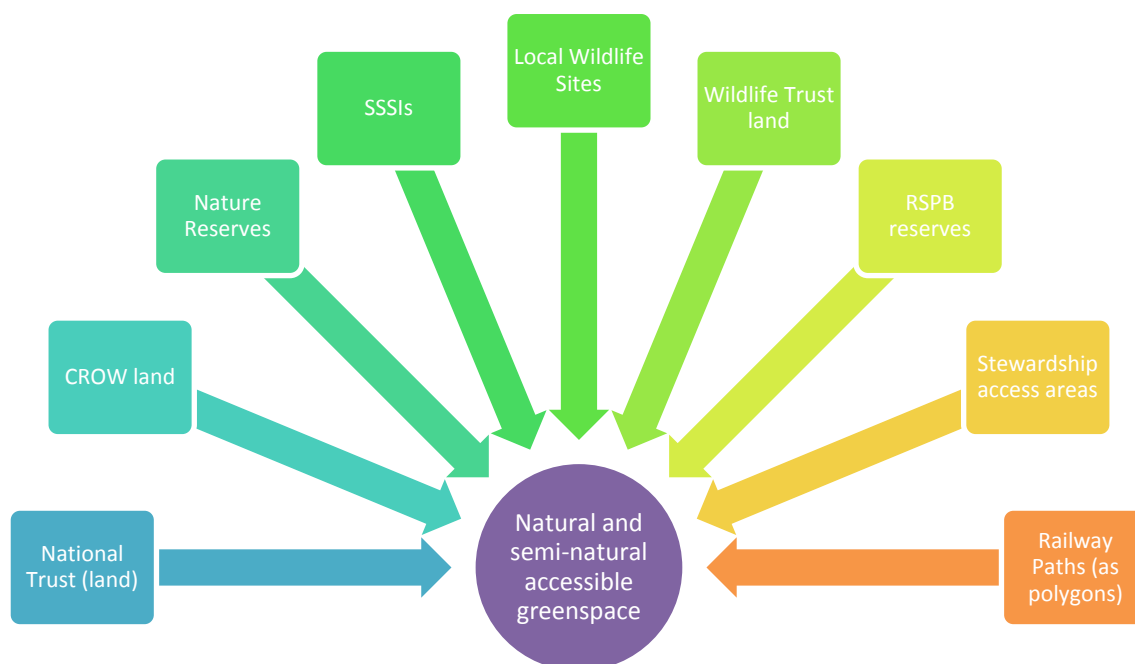 National
Trust (land)
CROW land
Nature
Reserves
SSSIs
Local Wildlife
Sites
Wildlife Trust
land
RSPB
reserves
Stewardship
access areas
Railway
Paths (as
polygons)
Natural and
semi-natural
accessible
greenspace